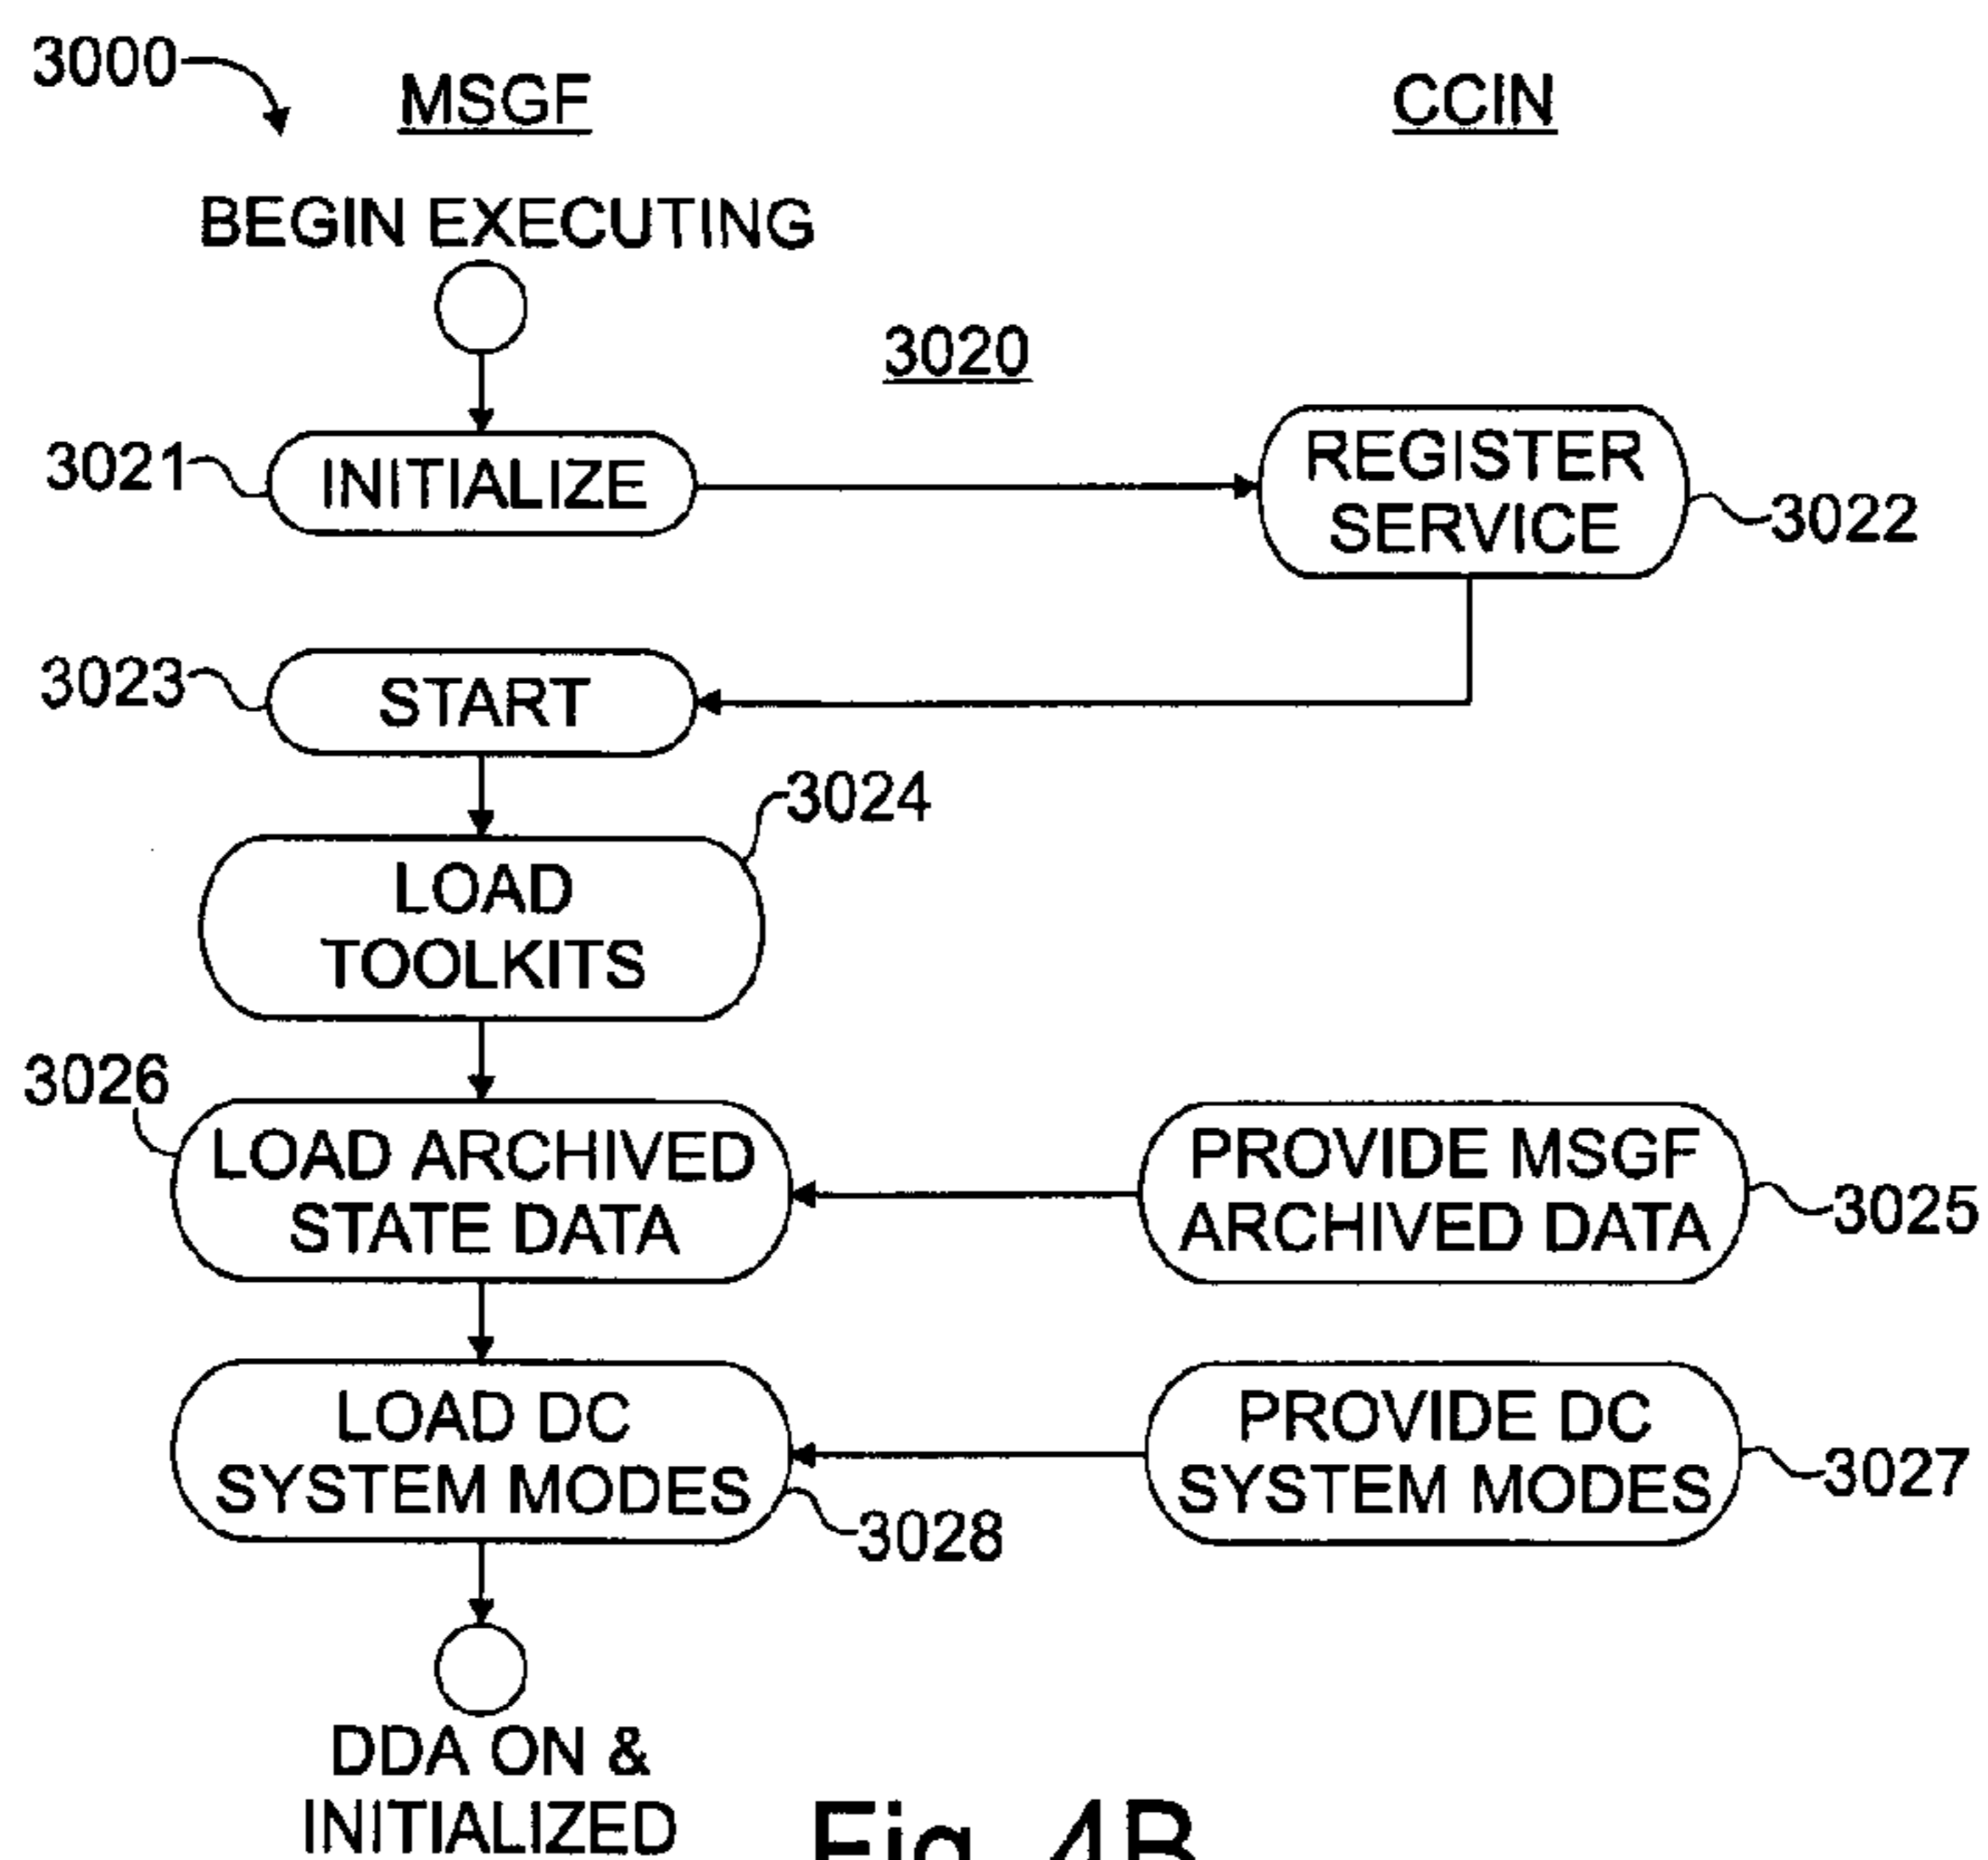 3000
MSGF
CCIN
BEGIN EXECUTING
3020
3021
INITIALIZE
REGISTER
SERVICE
3022
3023
START
3024
LOAD
TOOLKITS
3026
LOAD ARCHIVED
STATE DATA
PROVIDE MSGF
ARCHIVED DATA
3025
LOAD DC
SYSTEM MODES
3028
PROVIDE DC
SYSTEM MODES
3027
DDA ON &
INITIALIZED
Fig. 4B